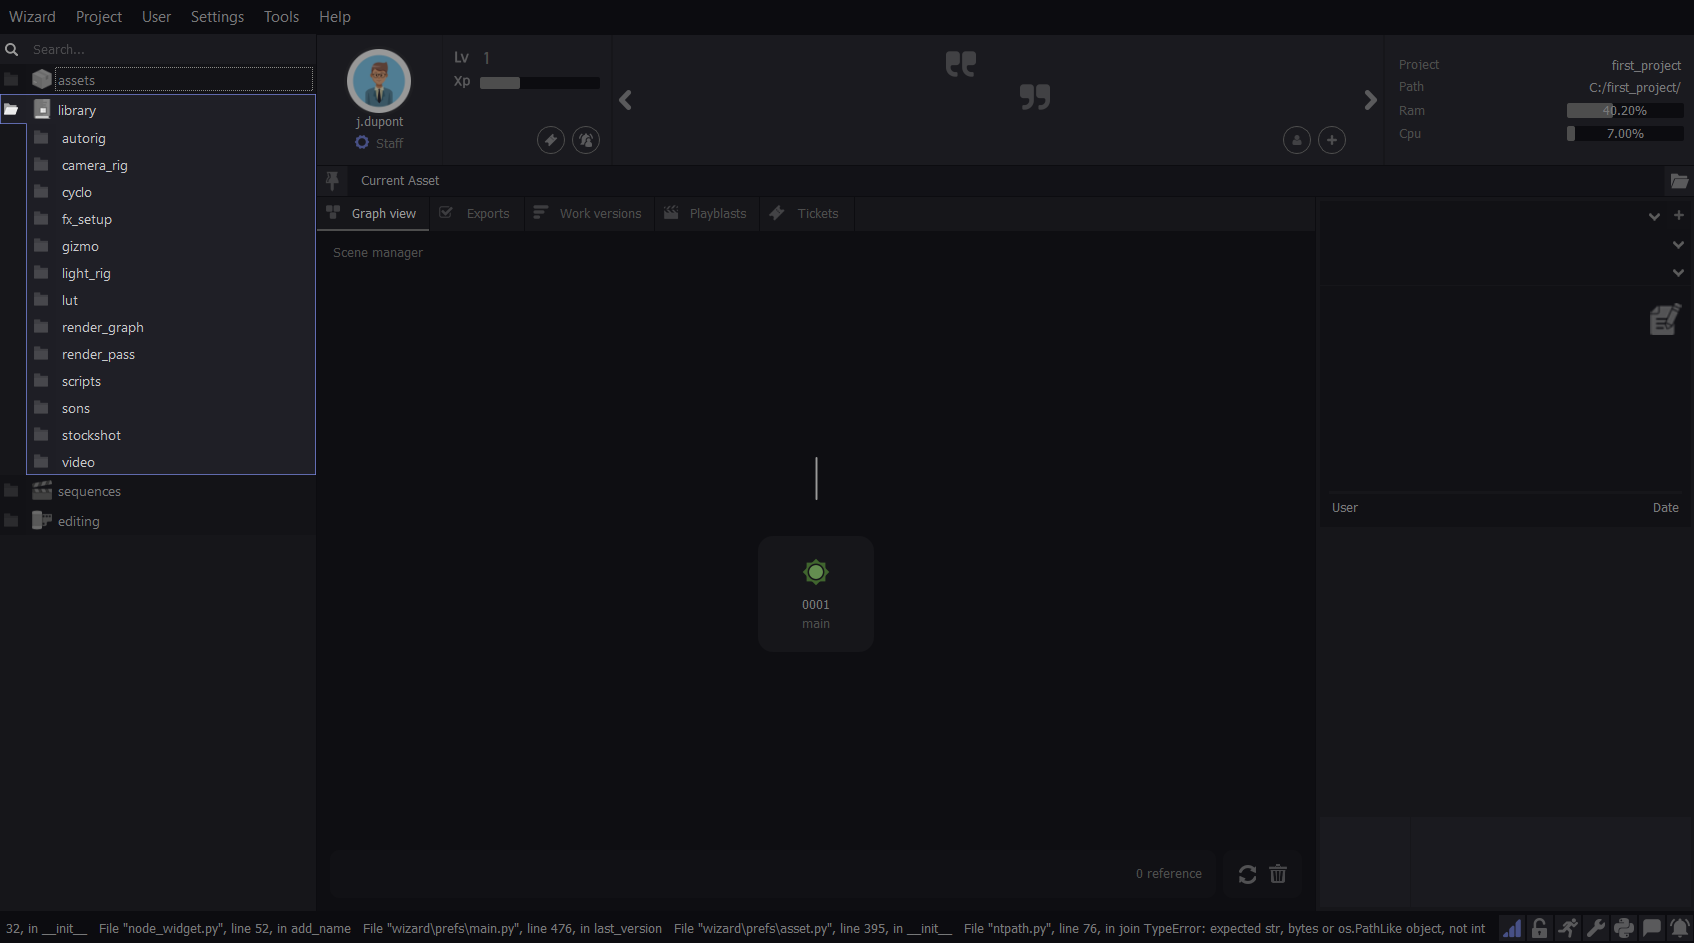 Wizard Project User Settings Tools Help
Search...
assets
library
autorig
camera_rig
cyclo
fx_setup
gizmo
light_rig
lut
render_graph
render_pass
scripts
sons
stockshot
video
sequences
editing
j.dupont
Staff
Lv 1
Xp
Project first_project
Path C:/first_project/
Ram 40.20%
Cpu 7.00%
Current Asset
Graph view Exports Work versions Playblasts Tickets
Scene manager
0001
main
0 reference
User Date
32, in __init__ File "node_widget.py", line 52, in add_name File "wizard\prefs\main.py", line 476, in last_version File "wizard\prefs\asset.py", line 395, in __init__ File "ntpath.py", line 76, in join TypeError: expected str, bytes or os.PathLike object, not int